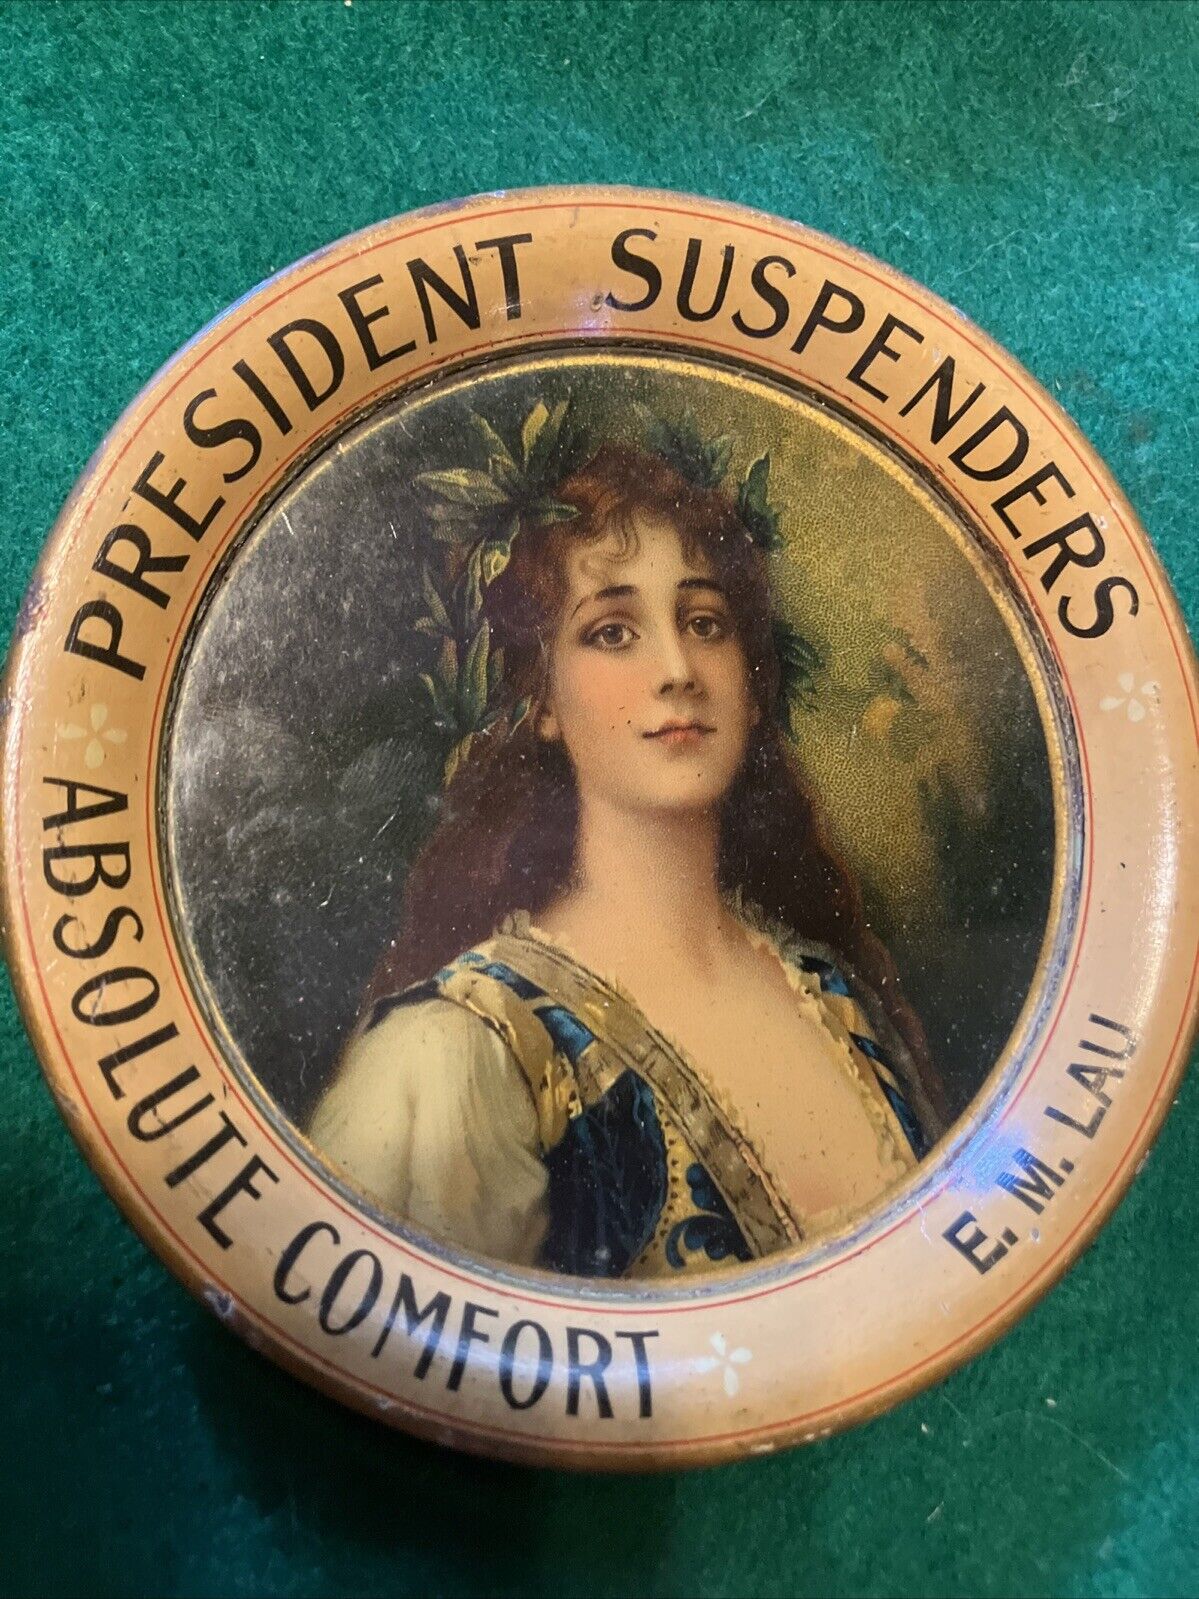 PRESIDENT SUSPENDERS
ABSOLUTE COMFORT
E. M. LAU